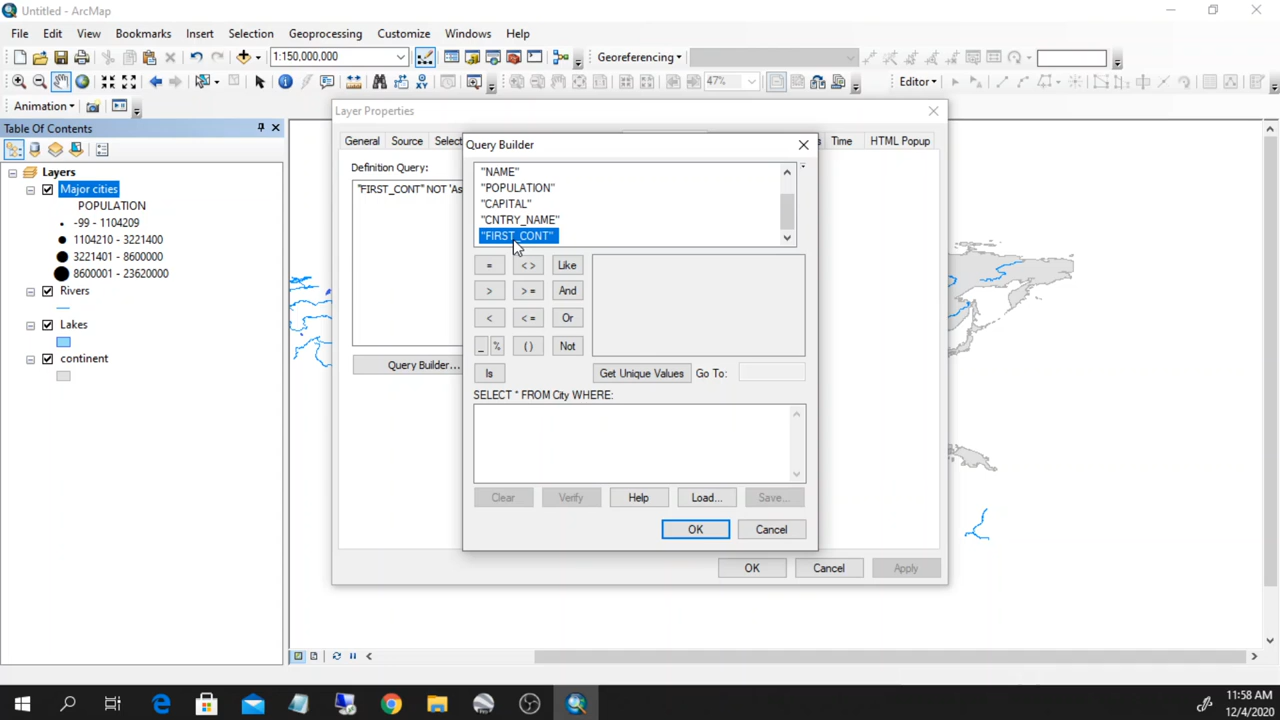 Untitled - ArcMap
File Edit View Bookmarks Insert Selection Geoprocessing Customize Windows Help
1:150,000,000 Georeferencing
47% Editor
Animation
Table Of Contents
Layers
Major cities
POPULATION
-99 - 1104209
1104210 - 3221400
3221401 - 8600000
8600001 - 23620000
Rivers
Lakes
continent
Layer Properties
General Source Select s Time HTML Popup
Definition Query:
"FIRST_CONT" NOT 'As
Query Builder...
OK Cancel Apply
Query Builder
"NAME"
"POPULATION"
"CAPITAL"
"CNTRY_NAME"
"FIRST_CONT"
= < > Like
> > = And
< < = Or
_ % ( ) Not
Is Get Unique Values Go To:
SELECT * FROM City WHERE:
Clear Verify Help Load... Save...
OK Cancel
11:58 AM
12/4/2020